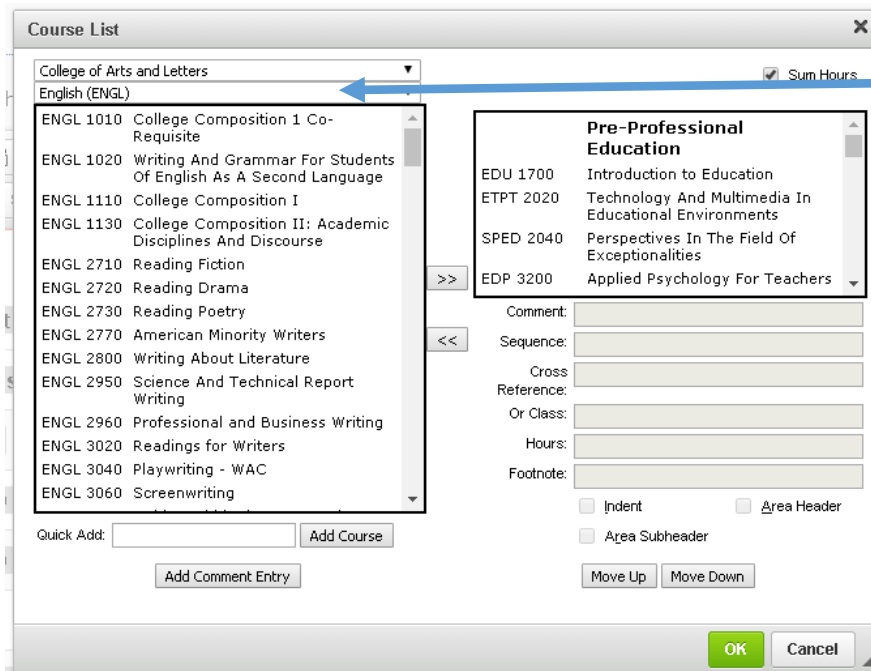 Course List
College of Arts and Letters
English (ENGL)
Sum Hours
ENGL 1010 College Composition 1 Co-
Requisite
ENGL 1020 Writing And Grammar For Students
Of English As A Second Language
ENGL 1110 College Composition I
ENGL 1130 College Composition II: Academic
Disciplines And Discourse
ENGL 2710 Reading Fiction
ENGL 2720 Reading Drama
ENGL 2730 Reading Poetry
ENGL 2770 American Minority Writers
ENGL 2800 Writing About Literature
ENGL 2950 Science And Technical Report
Writing
ENGL 2960 Professional and Business Writing
ENGL 3020 Readings for Writers
ENGL 3040 Playwriting - WAC
ENGL 3060 Screenwriting
Quick Add:
Add Course
Add Comment Entry
>>
<<
Pre-Professional
Education
EDU 1700 Introduction to Education
ETPT 2020 Technology And Multimedia In
Educational Environments
SPED 2040 Perspectives In The Field Of
Exceptionalities
EDP 3200 Applied Psychology For Teachers
Comment:
Sequence:
Cross
Reference:
Or Class:
Hours:
Footnote:
Indent Area Header
Area Subheader
Move Up Move Down
OK Cancel